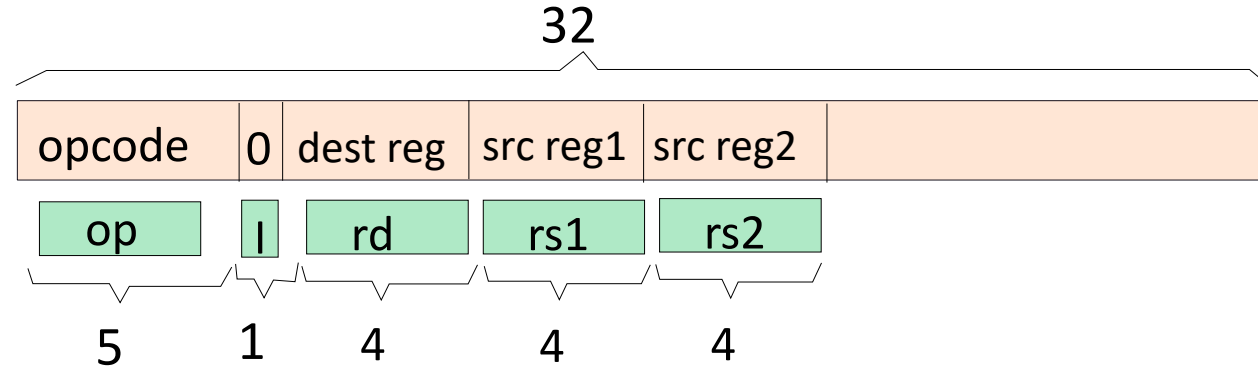 32
opcode 0 dest reg src reg1 src reg2
op I rd rs1 rs2
5 1 4 4 4